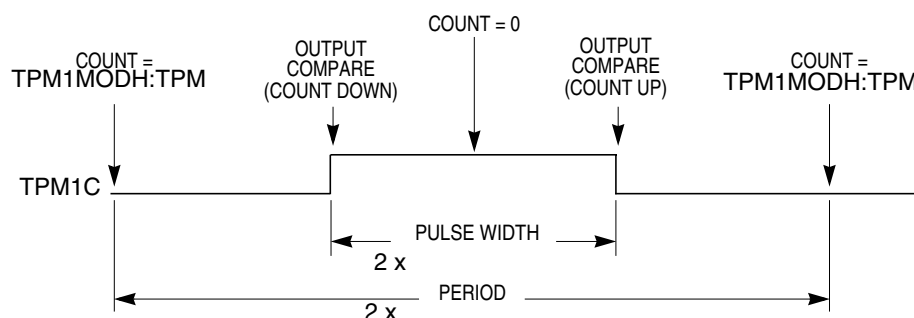 COUNT = 0
COUNT =
TPM1MODH:TPM
OUTPUT
COMPARE
(COUNT DOWN)
OUTPUT
COMPARE
(COUNT UP)
COUNT =
TPM1MODH:TPM
TPM1C
PULSE WIDTH
2 x
PERIOD
2 x